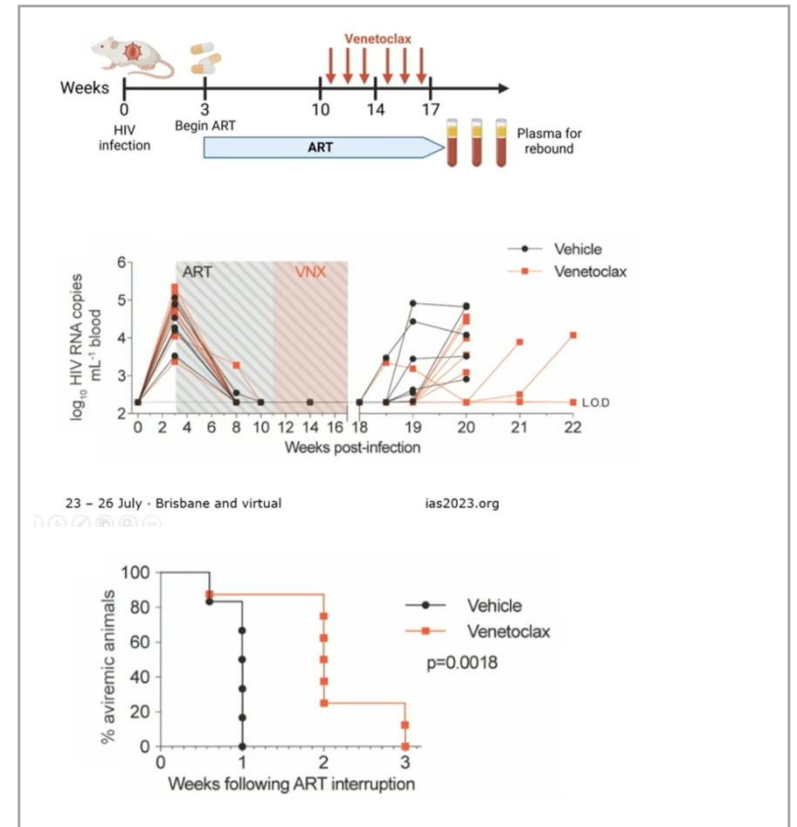 Venetoclax
Weeks
0 3 10 14 17
HIV
infection
Begin ART
ART
Plasma for
rebound
Vehicle
Venetoclax
log10 HIV RNA copies
mL-1 blood
6
5
4
3
2
ART VNX
L.O.D
0 2 4 6 8 10 12 14 16 18 19 20 21 22
Weeks post-infection
23 – 26 July · Brisbane and virtual ias2023.org
% aviremic animals
100
80
60
40
20
0
Vehicle
Venetoclax
p=0.0018
0 1 2 3
Weeks following ART interruption